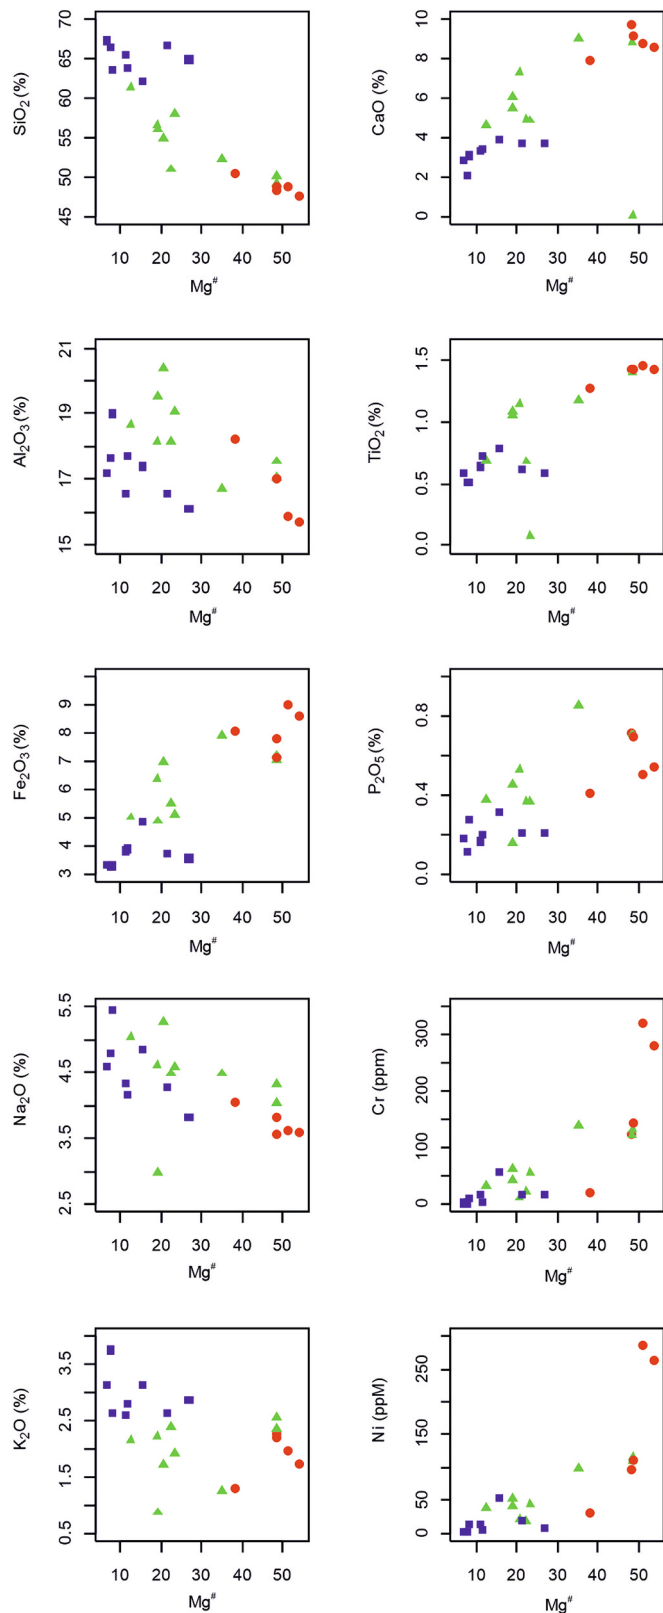 SiO₂ (%)
70
65
60
55
50
45
10 20 30 40 50
Mg#
CaO (%)
10
8
6
4
2
0
10 20 30 40 50
Mg#
Al₂O₃ (%)
21
19
17
15
10 20 30 40 50
Mg#
TiO₂ (%)
1.5
1.0
0.5
0.0
10 20 30 40 50
Mg#
Fe₂O₃ (%)
9
8
7
6
5
4
3
10 20 30 40 50
Mg#
P₂O₅ (%)
0.8
0.4
0.0
10 20 30 40 50
Mg#
Na₂O (%)
5.5
4.5
3.5
2.5
10 20 30 40 50
Mg#
Cr (ppm)
300
200
100
0
10 20 30 40 50
Mg#
K₂O (%)
3.5
2.5
1.5
0.5
10 20 30 40 50
Mg#
Ni (ppM)
250
150
50
0
10 20 30 40 50
Mg#